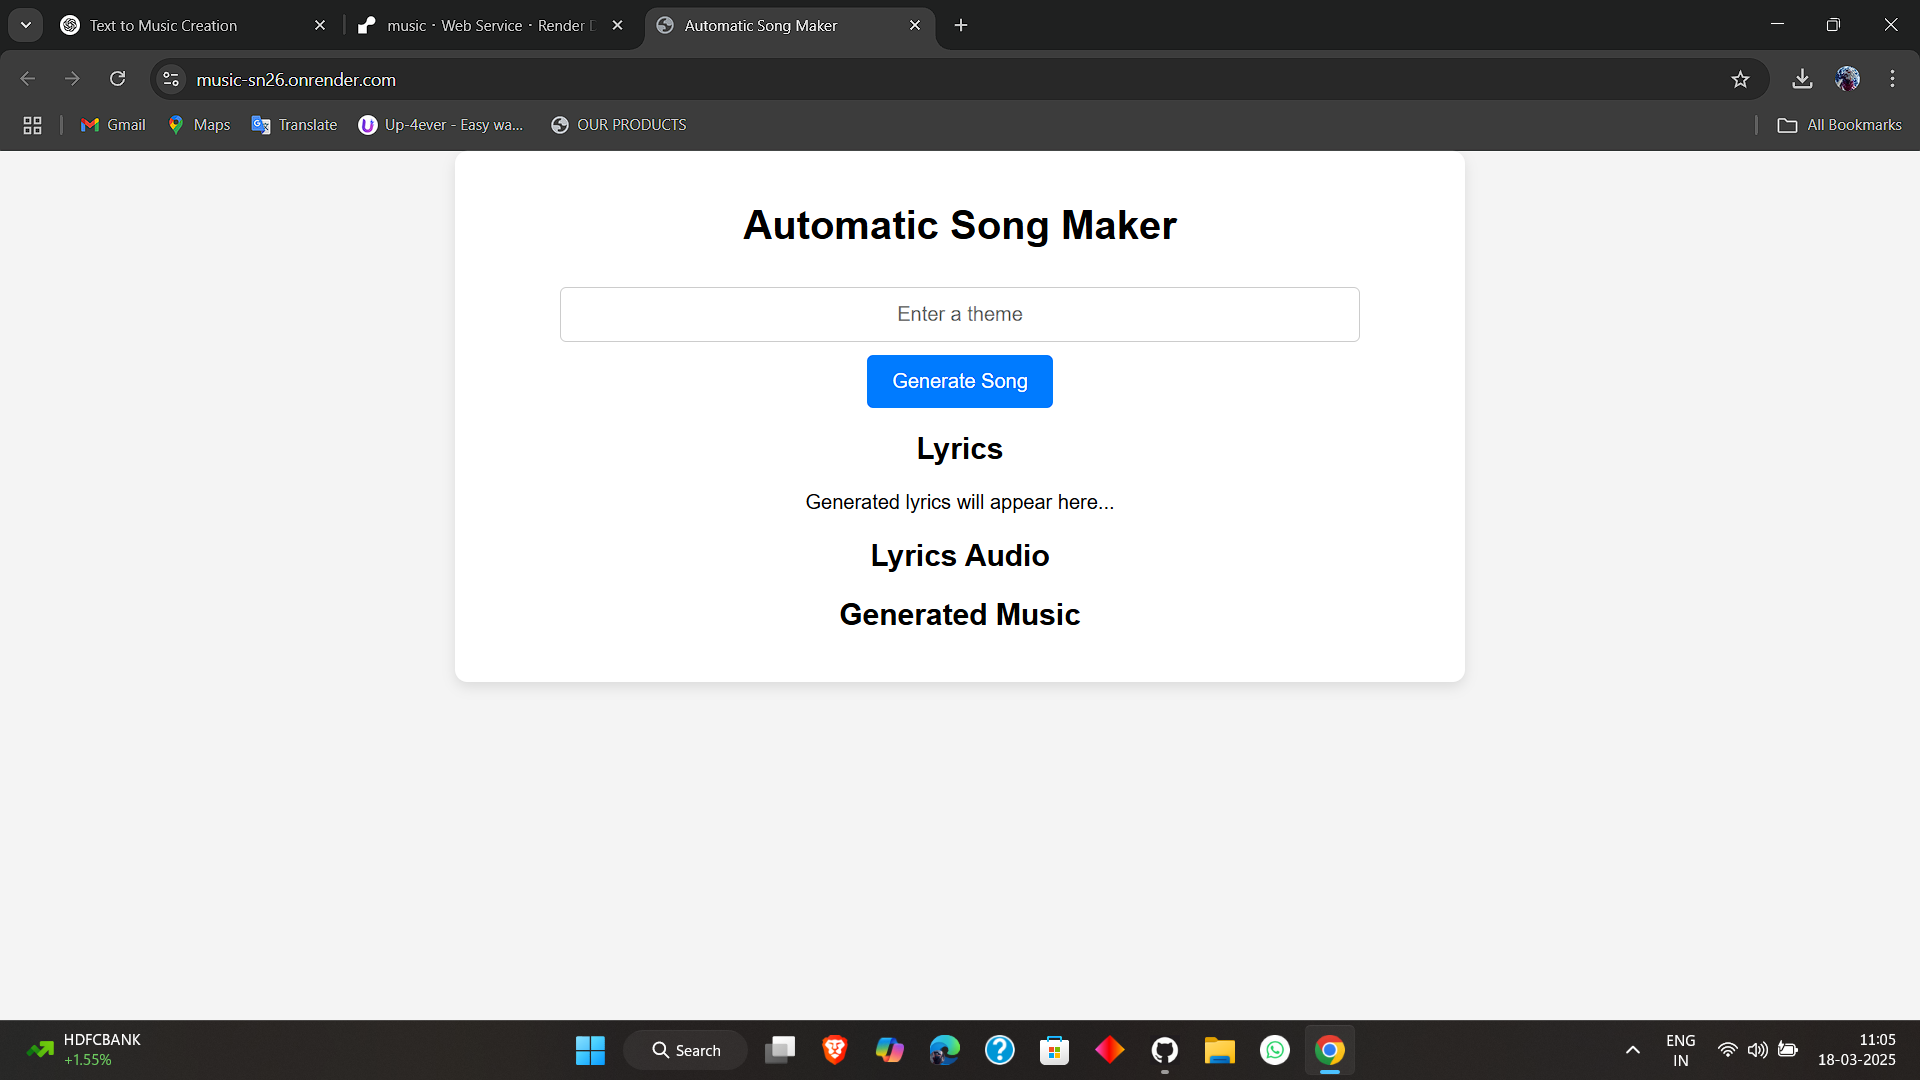 Text to Music Creation
music · Web Service · Render
Automatic Song Maker
music-sn26.onrender.com
Gmail
Maps
Translate
Up-4ever - Easy wa...
OUR PRODUCTS
All Bookmarks
Automatic Song Maker
Enter a theme
Generate Song
Lyrics
Generated lyrics will appear here...
Lyrics Audio
Generated Music
HDFCBANK
+1.55%
Search
ENG
IN
11:05
18-03-2025